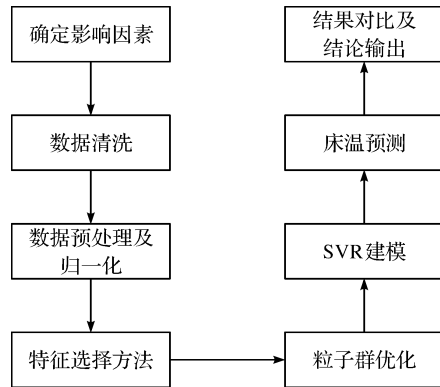 确定影响因素
数据清洗
数据预处理及
归一化
特征选择方法
粒子群优化
SVR建模
床温预测
结果对比及
结论输出